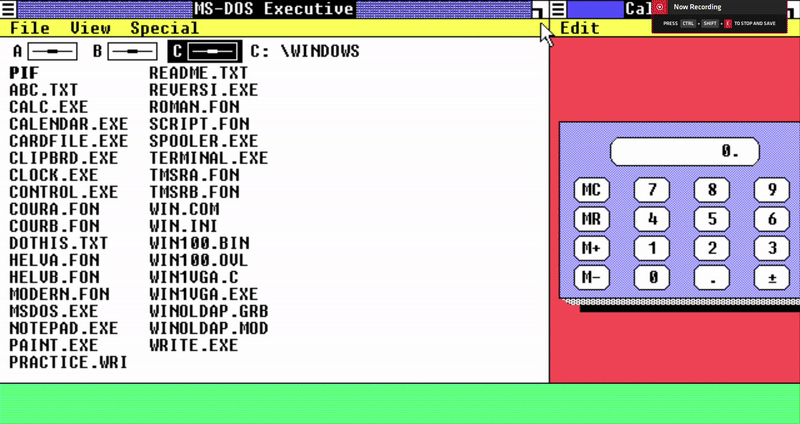 MS-DOS Executive
File View Special
A B C C: \WINDOWS
PIF README.TXT
ABC.TXT REVERSI.EXE
CALC.EXE ROMAN.FON
CALENDAR.EXE SCRIPT.FON
CARDFILE.EXE SPOOLER.EXE
CLIPBRD.EXE TERMINAL.EXE
CLOCK.EXE TMSRA.FON
CONTROL.EXE TMSRB.FON
COURA.FON WIN.COM
COURB.FON WIN.INI
DOTHIS.TXT WIN100.BIN
HELVA.FON WIN100.OVL
HELVB.FON WIN1VGA.C
MODERN.FON WIN1VGA.EXE
MSDOS.EXE WINOLDAP.GRB
NOTEPAD.EXE WINOLDAP.MOD
PAINT.EXE WRITE.EXE
PRACTICE.WRI
Cal
Now Recording
PRESS CTRL + SHIFT + E TO STOP AND SAVE
Edit
0.
MC 7 8 9
MR 4 5 6
M+ 1 2 3
M- 0 . ±